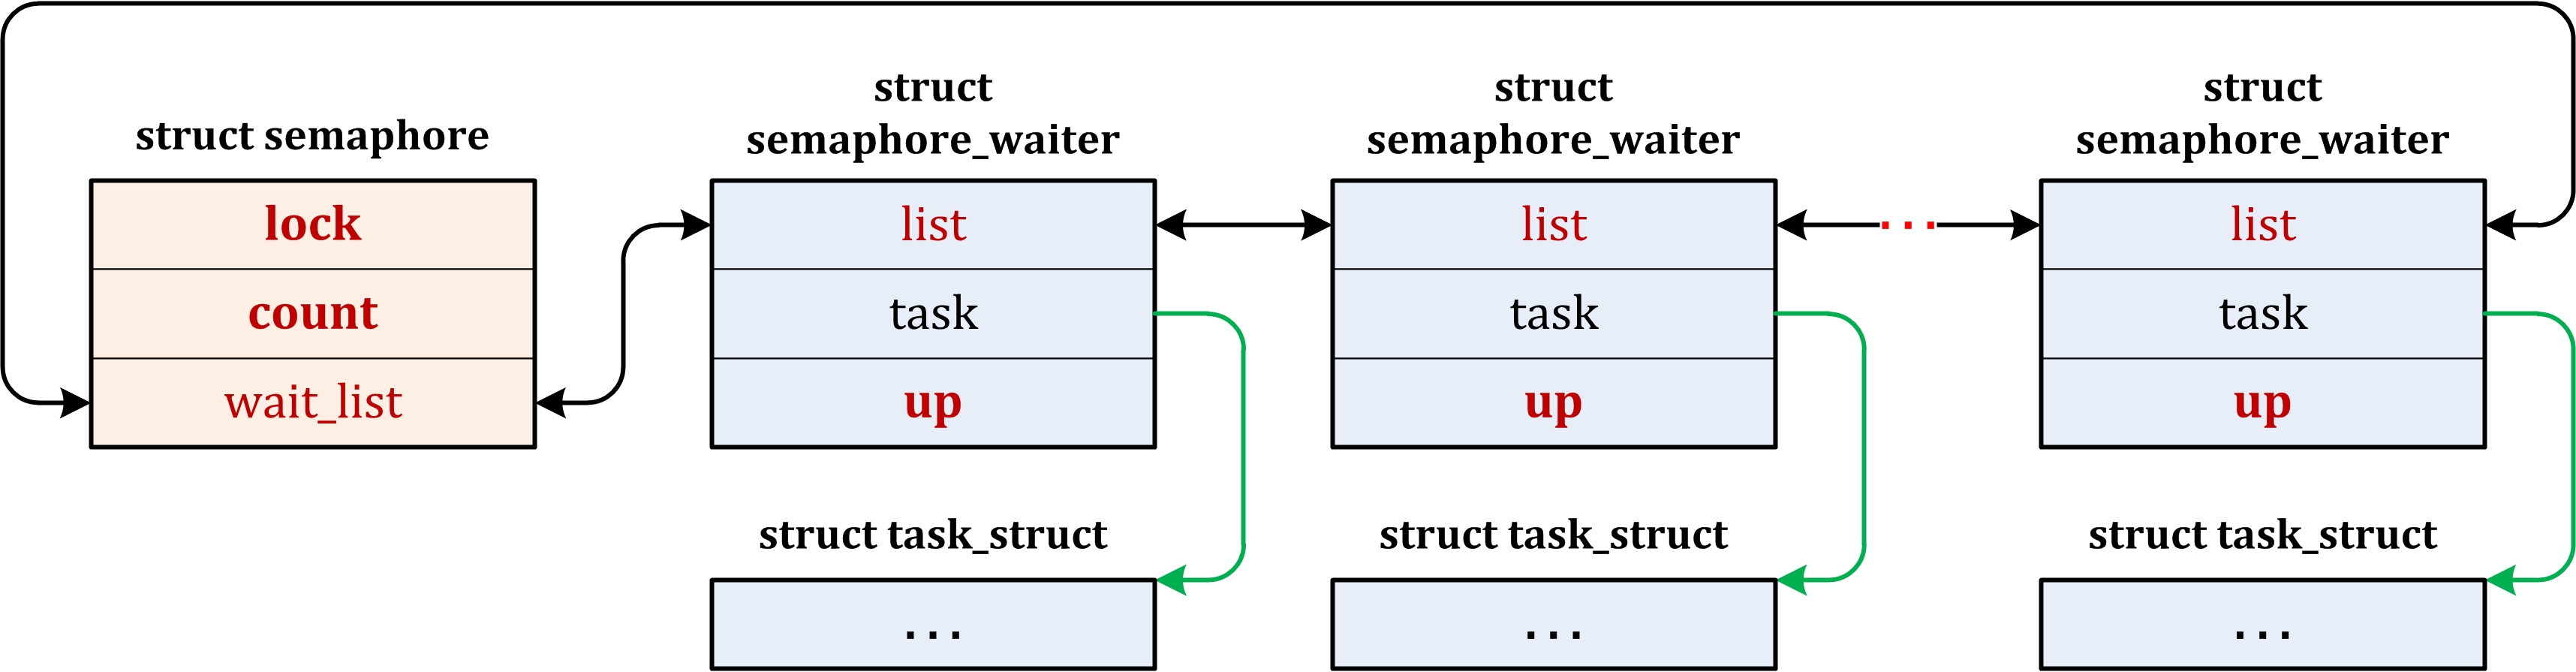 struct semaphore
lock
count
wait_list
struct
semaphore_waiter
list
task
up
struct task_struct
...
struct
semaphore_waiter
list
task
up
struct task_struct
...
...
struct
semaphore_waiter
list
task
up
struct task_struct
...